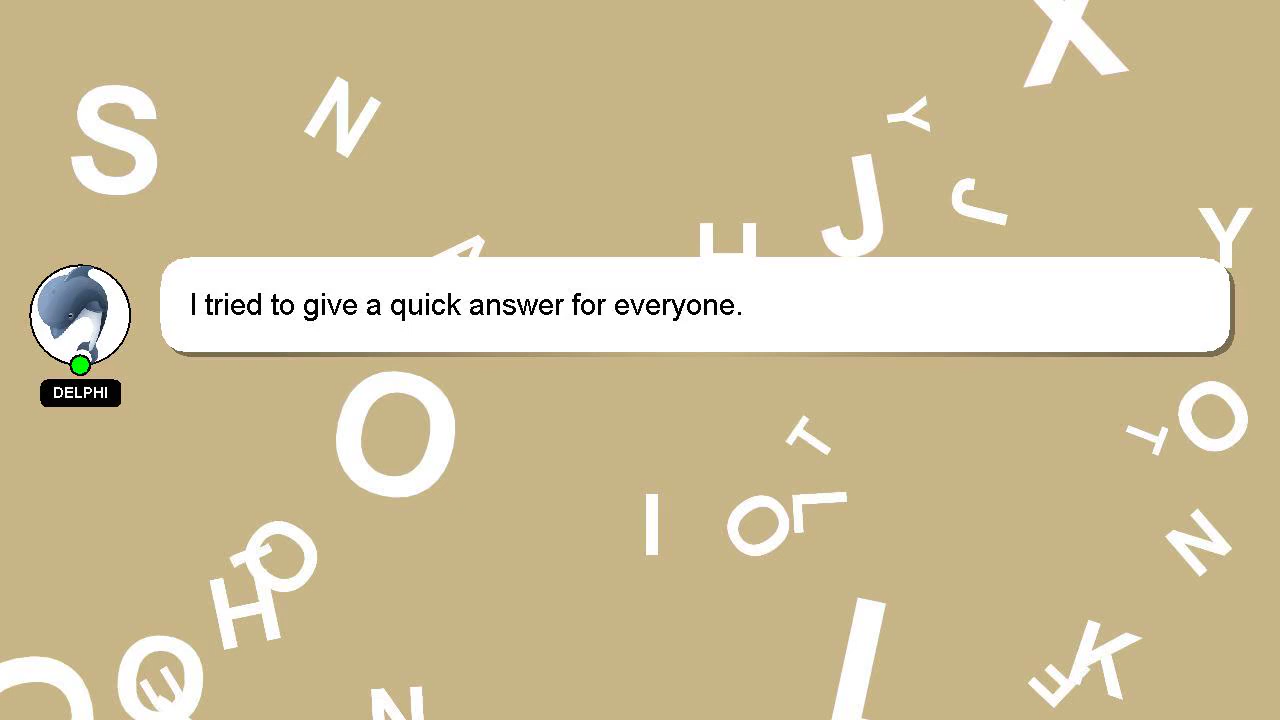 S
N
X
Y
J
J
H
Y
I tried to give a quick answer for everyone.
DELPHI
O
T
T
O
I
O
L
N
O
T
H
K
E
O
N